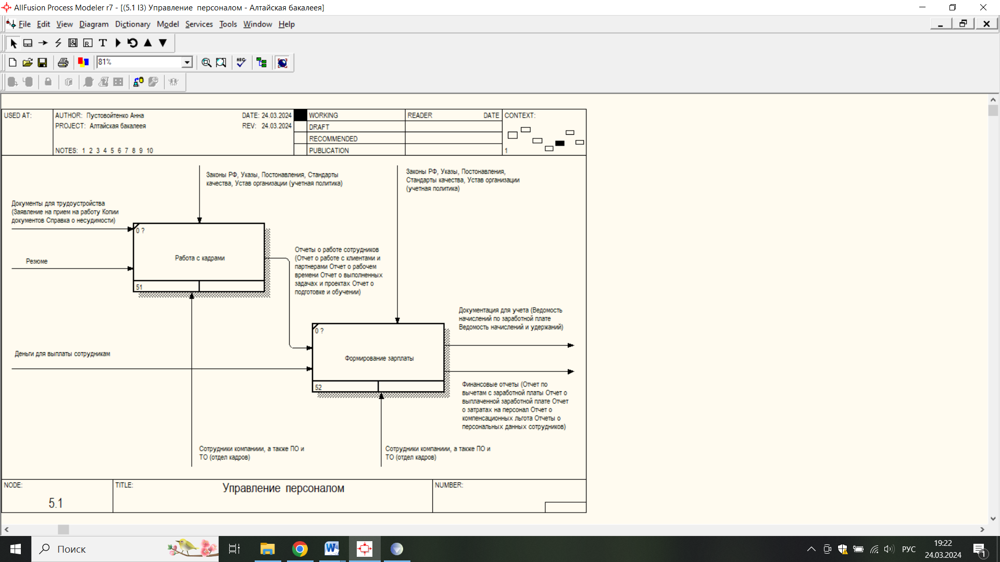 AllFusion Process Modeler r7 - [(5.1 I3) Управление персоналом - Алтайская бакалеея]
File Edit View Diagram Dictionary Model Services Tools Window Help
81%
USED AT:
AUTHOR: Пустовойтенко Анна
DATE: 24.03.2024
PROJECT: Алтайская бакалеея
REV: 24.03.2024
NOTES: 1 2 3 4 5 6 7 8 9 10
WORKING
DRAFT
RECOMMENDED
PUBLICATION
READER DATE
CONTEXT:
1
Законы РФ, Указы, Постонавления, Стандарты
качества, Устав организации (учетная политика)
Законы РФ, Указы, Постонавления,
Стандарты качества, Устав организации
(учетная политика)
Документы для трудоустройства
(Заявление на прием на работу Копии
документов Справка о несудимости)
Резюме
0 ?
Работа с кадрами
51
Отчеты о работе сотрудников
(Отчет о работе с клиентами и
партнерами Отчет о рабочем
времени Отчет о выполненных
задачах и проектах Отчет о
подготовке и обучении)
Деньги для выплаты сотрудникам
0 ?
Формирование зарплаты
52
Документация для учета (Ведомость
начислений по заработной плате
Ведомость начислений и удержаний)
Финансовые отчеты (Отчет по
вычетам с заработной платы Отчет о
выплаченной заработной плате Отчет
о затратах на персонал Отчет о
компенсационных льгота Отчеты о
персональных данных сотрудников)
Сотрудники компаниии, а также ПО и
ТО (отдел кадров)
Сотрудники компаниии, а также ПО и
ТО (отдел кадров)
NODE:
5.1
TITLE:
Управление персоналом
NUMBER:
Поиск
РУС
19:22
24.03.2024
1